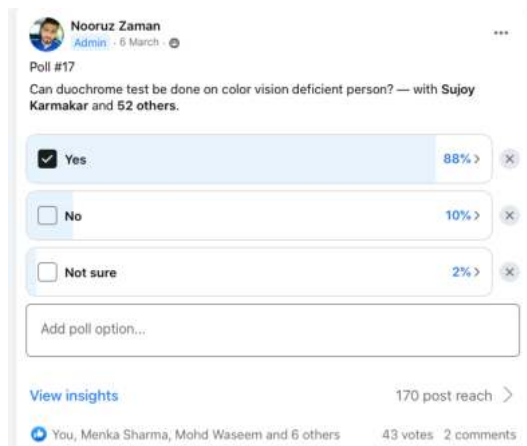 Nooruz Zaman
Admin · 6 March ·
Poll #17
Can duochrome test be done on color vision deficient person? — with Sujoy
Karmakar and 52 others.
Yes 88%
No 10%
Not sure 2%
Add poll option...
View insights 170 post reach
You, Menka Sharma, Mohd Waseem and 6 others 43 votes 2 comments